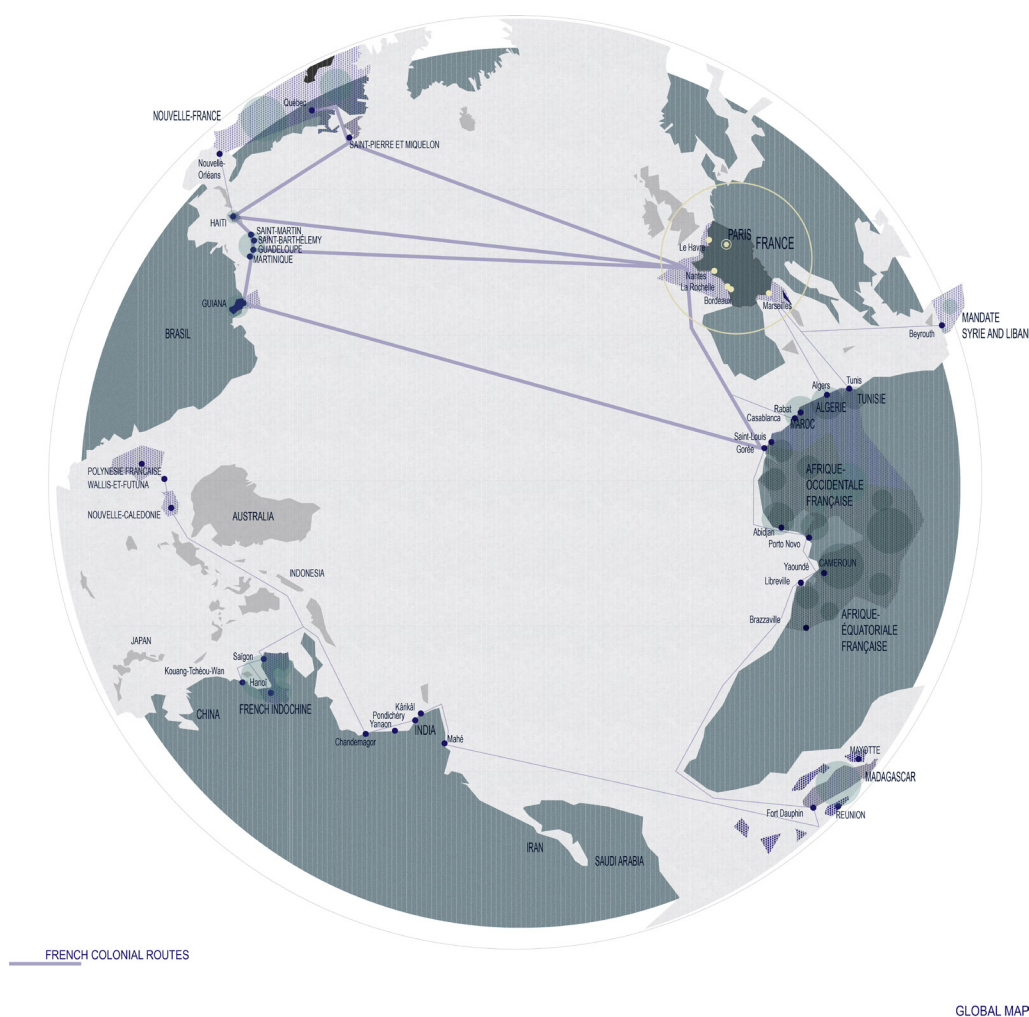 Québec
NOUVELLE-FRANCE
SAINT-PIERRE ET MIQUELON
Nouvelle-
Orléans
HAITI
SAINT-MARTIN
SAINT-BARTHÉLEMY
GUADELOUPE
MARTINIQUE
GUIANA
BRASIL
PARIS
FRANCE
Le Havre
Nantes
La Rochelle
Bordeaux
Marseilles
MANDATE
SYRIE AND LIBAN
Beyrouth
Algers
Tunis
TUNISIE
ALGERIE
Rabat
Casablanca
MAROC
Saint-Louis
Gorée
AFRIQUE-
OCCIDENTALE
FRANÇAISE
Abidjan
Porto Novo
Yaoundé
CAMEROUN
Libreville
Brazzaville
AFRIQUE-
ÉQUATORIALE
FRANÇAISE
POLYNESIE FRANÇAISE
WALLIS-ET-FUTUNA
NOUVELLE-CALEDONIE
AUSTRALIA
INDONESIA
JAPAN
Saïgon
Kouang-Tchéou-Wan
Hanoï
CHINA
FRENCH INDOCHINE
Kârikâl
Pondichéry
Yanaon
INDIA
Chandernagor
Mahé
MAYOTTE
MADAGASCAR
Fort Dauphin
REUNION
IRAN
SAUDI ARABIA
FRENCH COLONIAL ROUTES
GLOBAL MAP